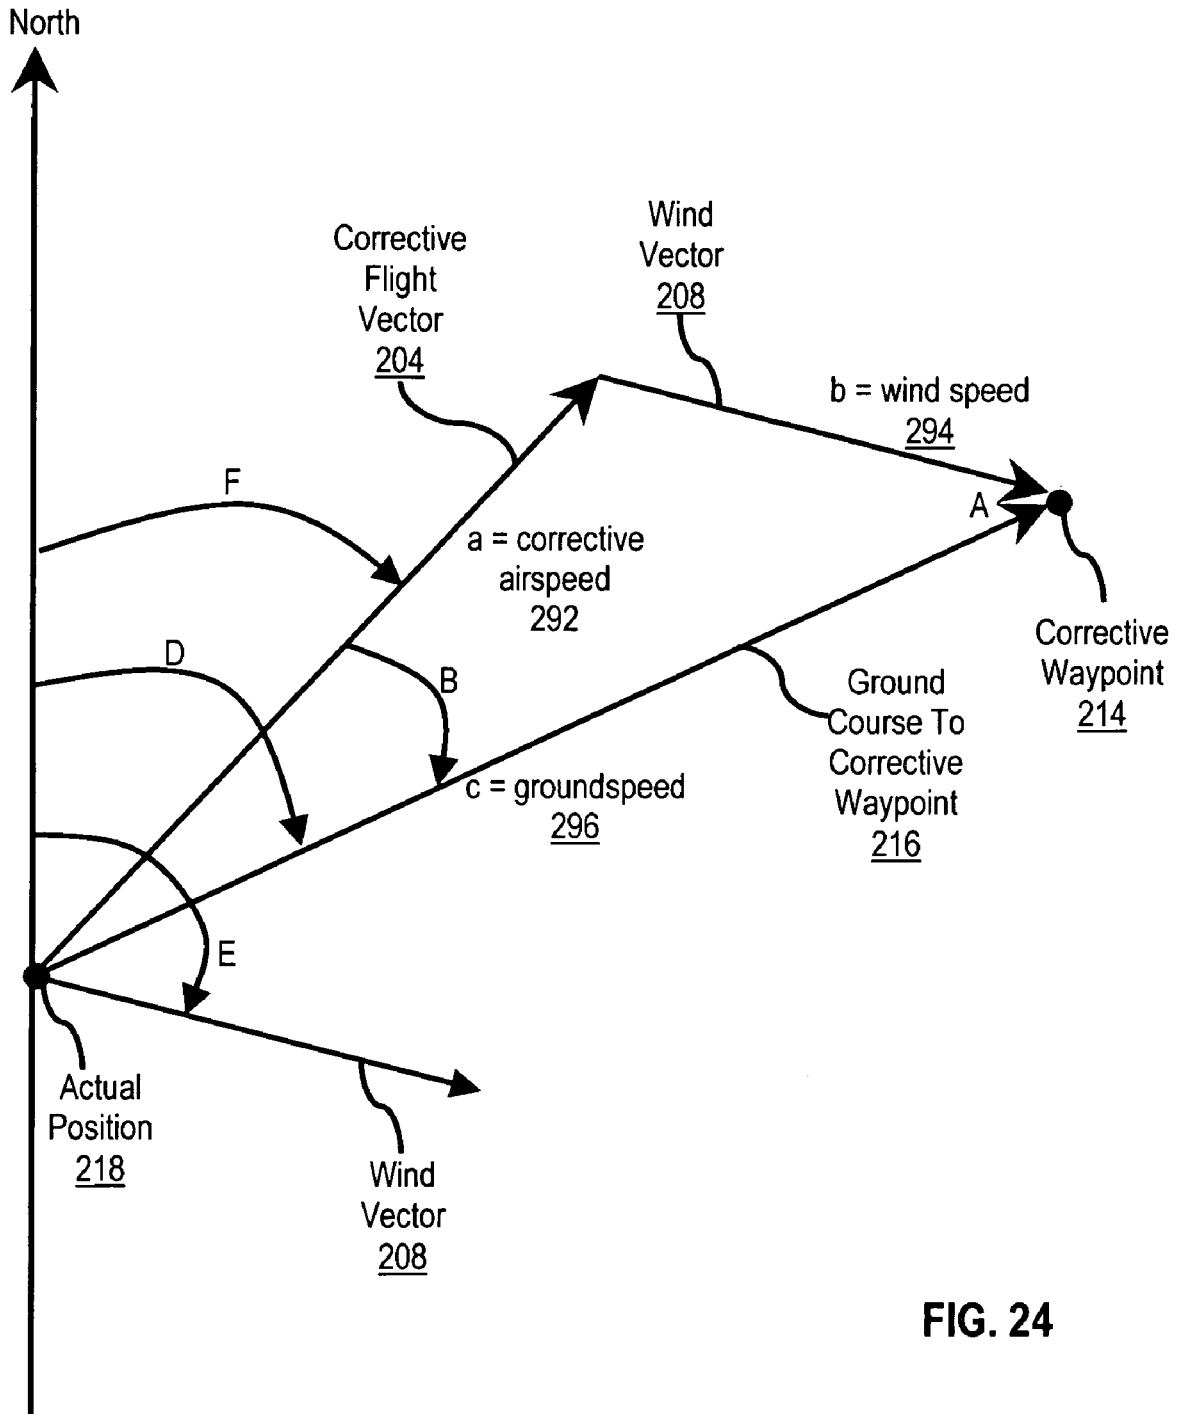 North
Wind
Vector
208
Corrective
Flight
Vector
204
b = wind speed
294
F
A
a = corrective
airspeed
292
Corrective
Waypoint
214
D
B
Ground
Course To
Corrective
Waypoint
216
c = groundspeed
296
E
Actual
Position
218
Wind
Vector
208
FIG. 24